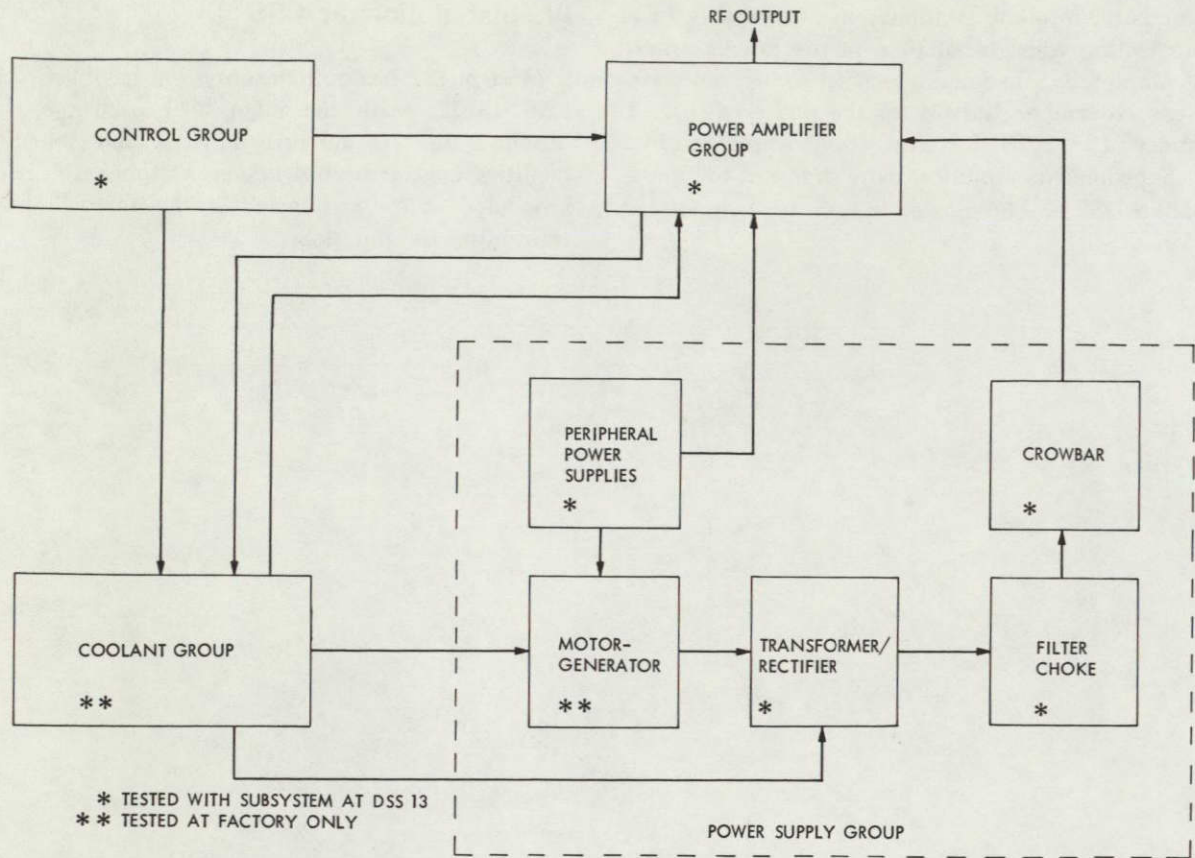 RF OUTPUT
CONTROL GROUP
*
POWER AMPLIFIER
GROUP
*
PERIPHERAL
POWER
SUPPLIES
*
CROWBAR
*
COOLANT GROUP
**
MOTOR-
GENERATOR
**
TRANSFORMER/
RECTIFIER
*
FILTER
CHOKE
*
* TESTED WITH SUBSYSTEM AT DSS 13
** TESTED AT FACTORY ONLY
POWER SUPPLY GROUP